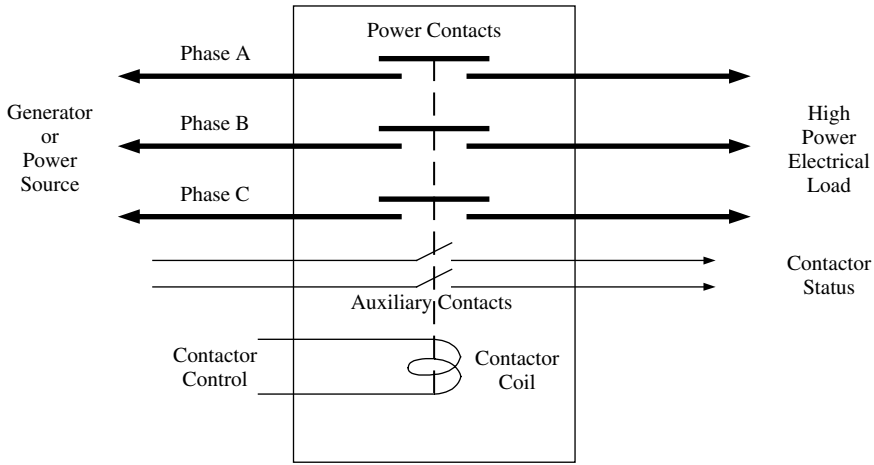 Power Contacts
Phase A
Generator
or
Power
Source
Phase B
High
Power
Electrical
Load
Phase C
Contactor
Status
Auxiliary Contacts
Contactor
Control
Contactor
Coil